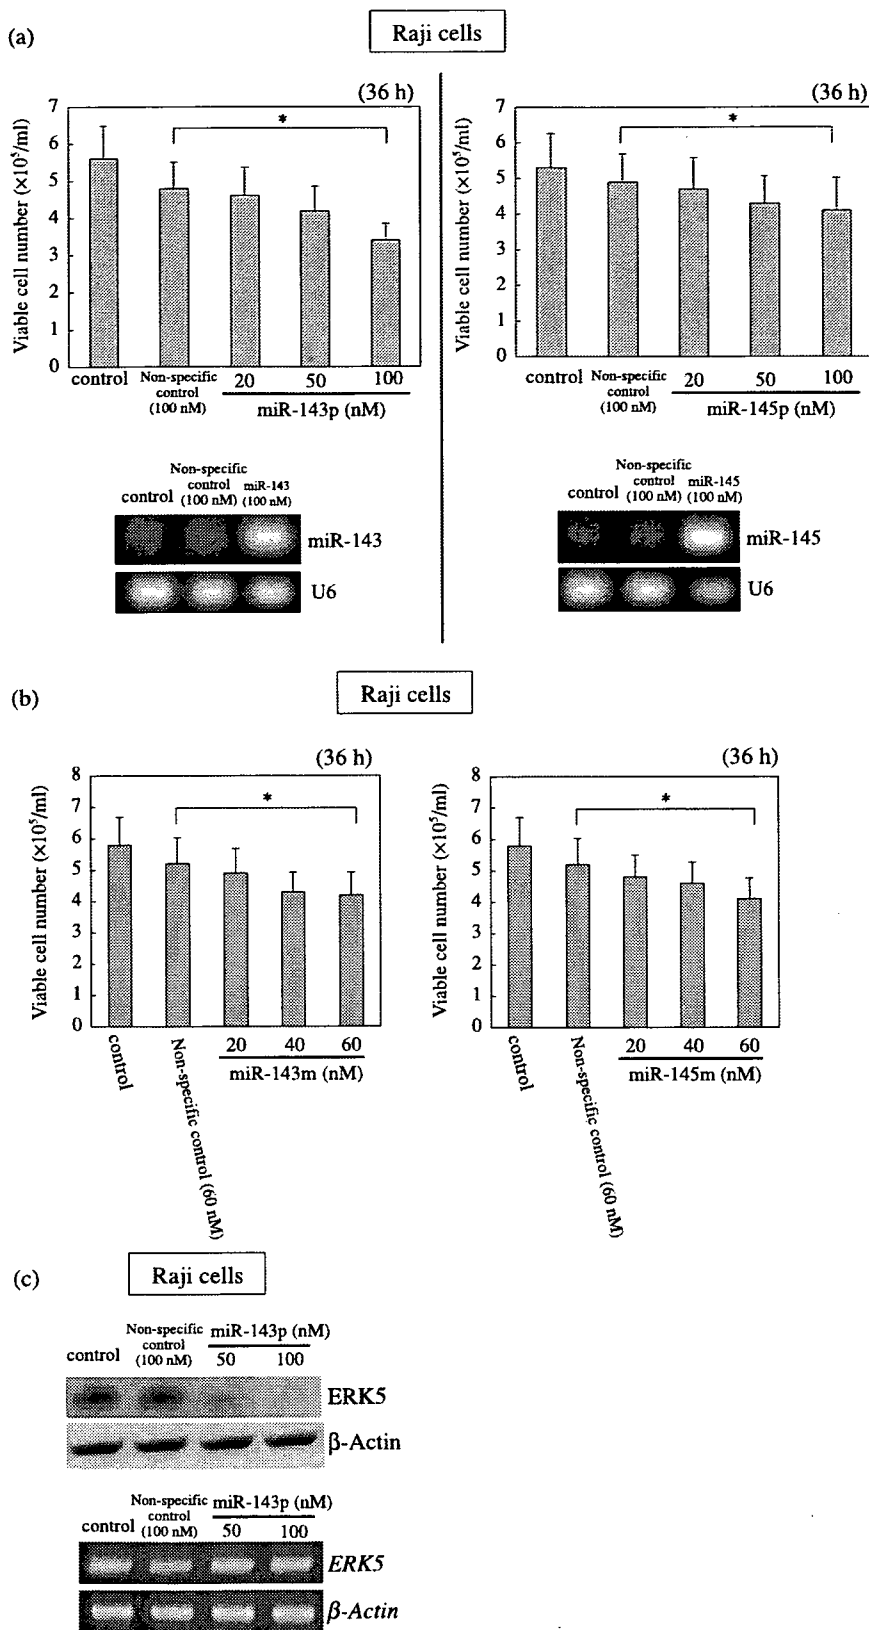 (a)
Raji cells
(36 h)
*
Viable cell number (×10⁵/ml)
7
6
5
4
3
2
1
0
control
Non-specific
control
(100 nM)
20
50
100
miR-143p (nM)
Non-specific
control
(100 nM)
miR-143
(100 nM)
control
miR-143
U6
(36 h)
*
Viable cell number (×10⁵/ml)
7
6
5
4
3
2
1
0
control
Non-specific
control
(100 nM)
20
50
100
miR-145p (nM)
Non-specific
control
(100 nM)
miR-145
(100 nM)
control
miR-145
U6
(b)
Raji cells
(36 h)
*
Viable cell number (×10⁵/ml)
8
7
6
5
4
3
2
1
0
control
Non-specific control (60 nM)
20
40
60
miR-143m (nM)
(36 h)
*
Viable cell number (×10⁵/ml)
8
7
6
5
4
3
2
1
0
control
Non-specific control (60 nM)
20
40
60
miR-145m (nM)
(c)
Raji cells
control
Non-specific
control
(100 nM)
miR-143p (nM)
50
100
ERK5
β-Actin
control
Non-specific
control
(100 nM)
miR-143p (nM)
50
100
ERK5
β-Actin